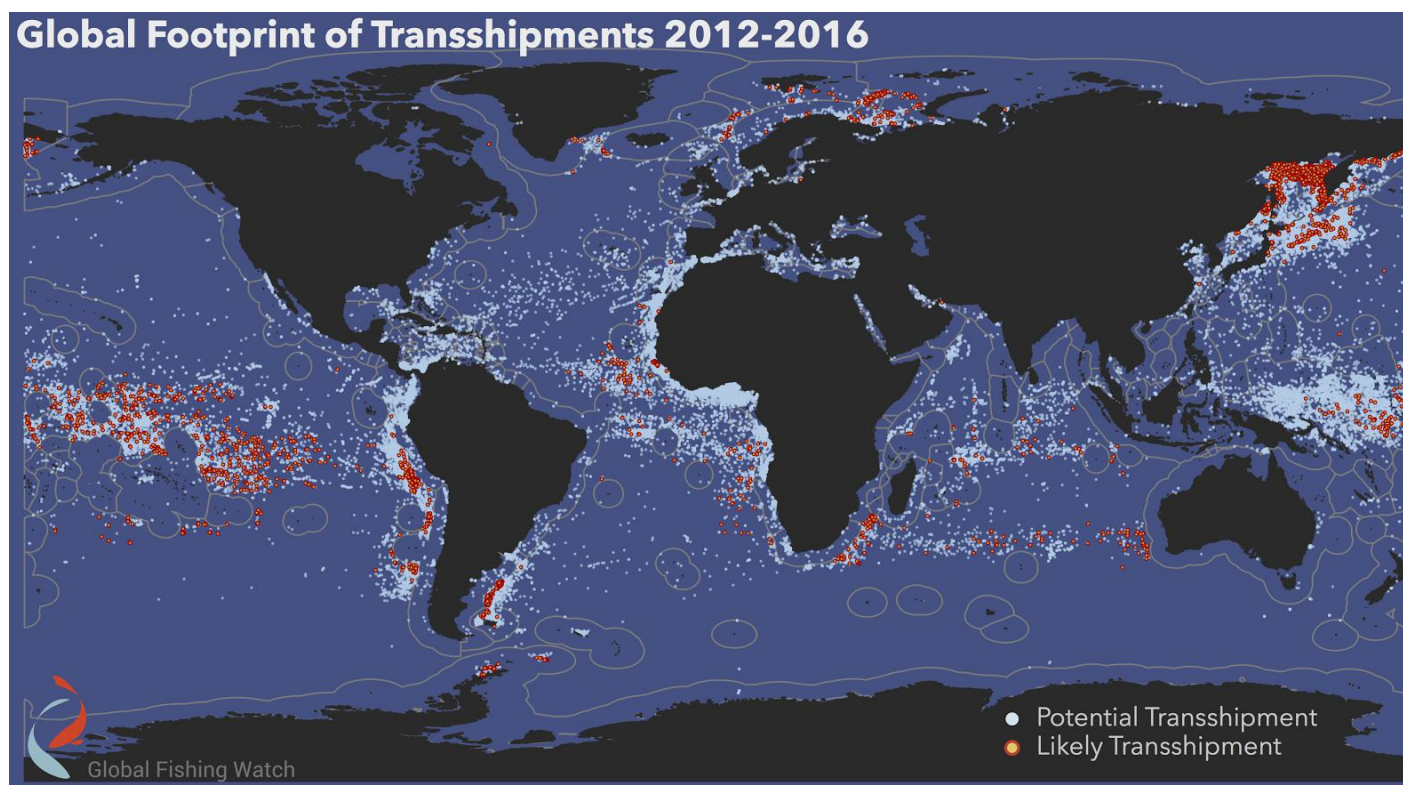 Global Footprint of Transshipments 2012-2016
Potential Transshipment
Likely Transshipment
Global Fishing Watch